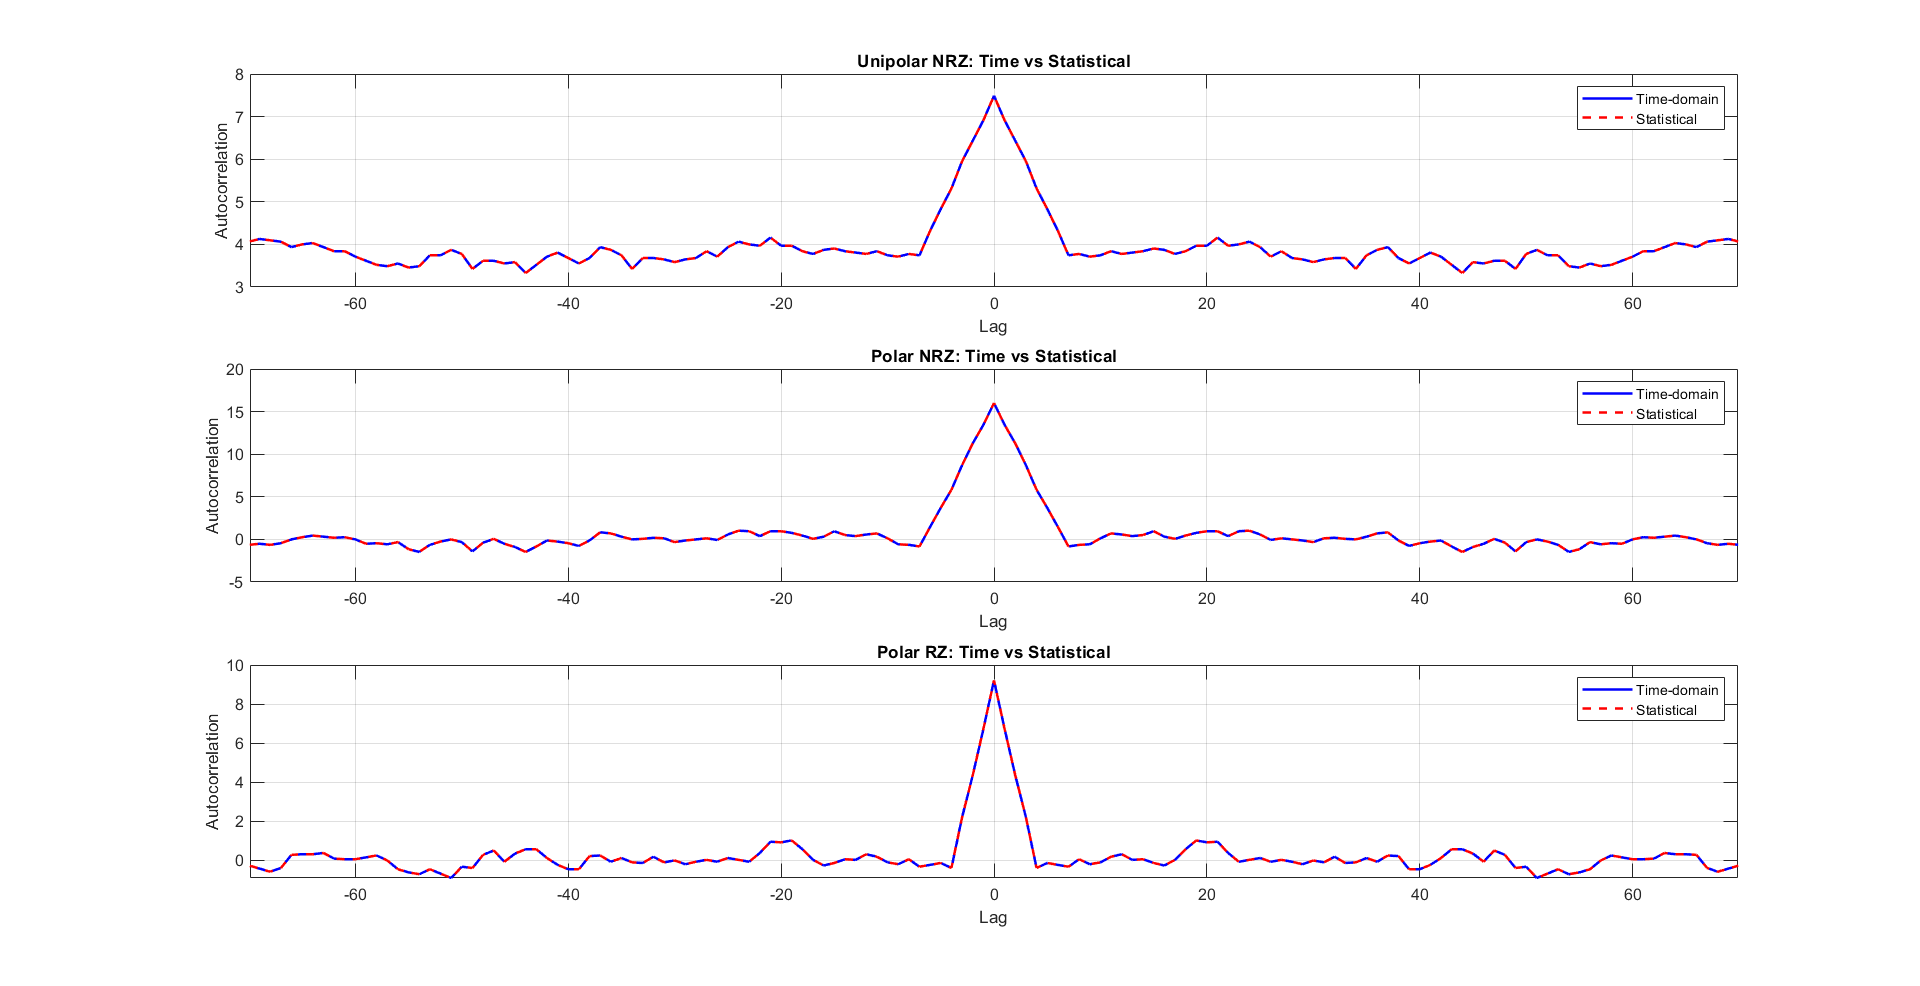 Unipolar NRZ: Time vs Statistical
8
7
6
5
4
3
Autocorrelation
-60
-40
-20
0
20
40
60
Lag
Time-domain
Statistical
Polar NRZ: Time vs Statistical
20
15
10
5
0
-5
Autocorrelation
-60
-40
-20
0
20
40
60
Lag
Time-domain
Statistical
Polar RZ: Time vs Statistical
10
8
6
4
2
0
Autocorrelation
-60
-40
-20
0
20
40
60
Lag
Time-domain
Statistical